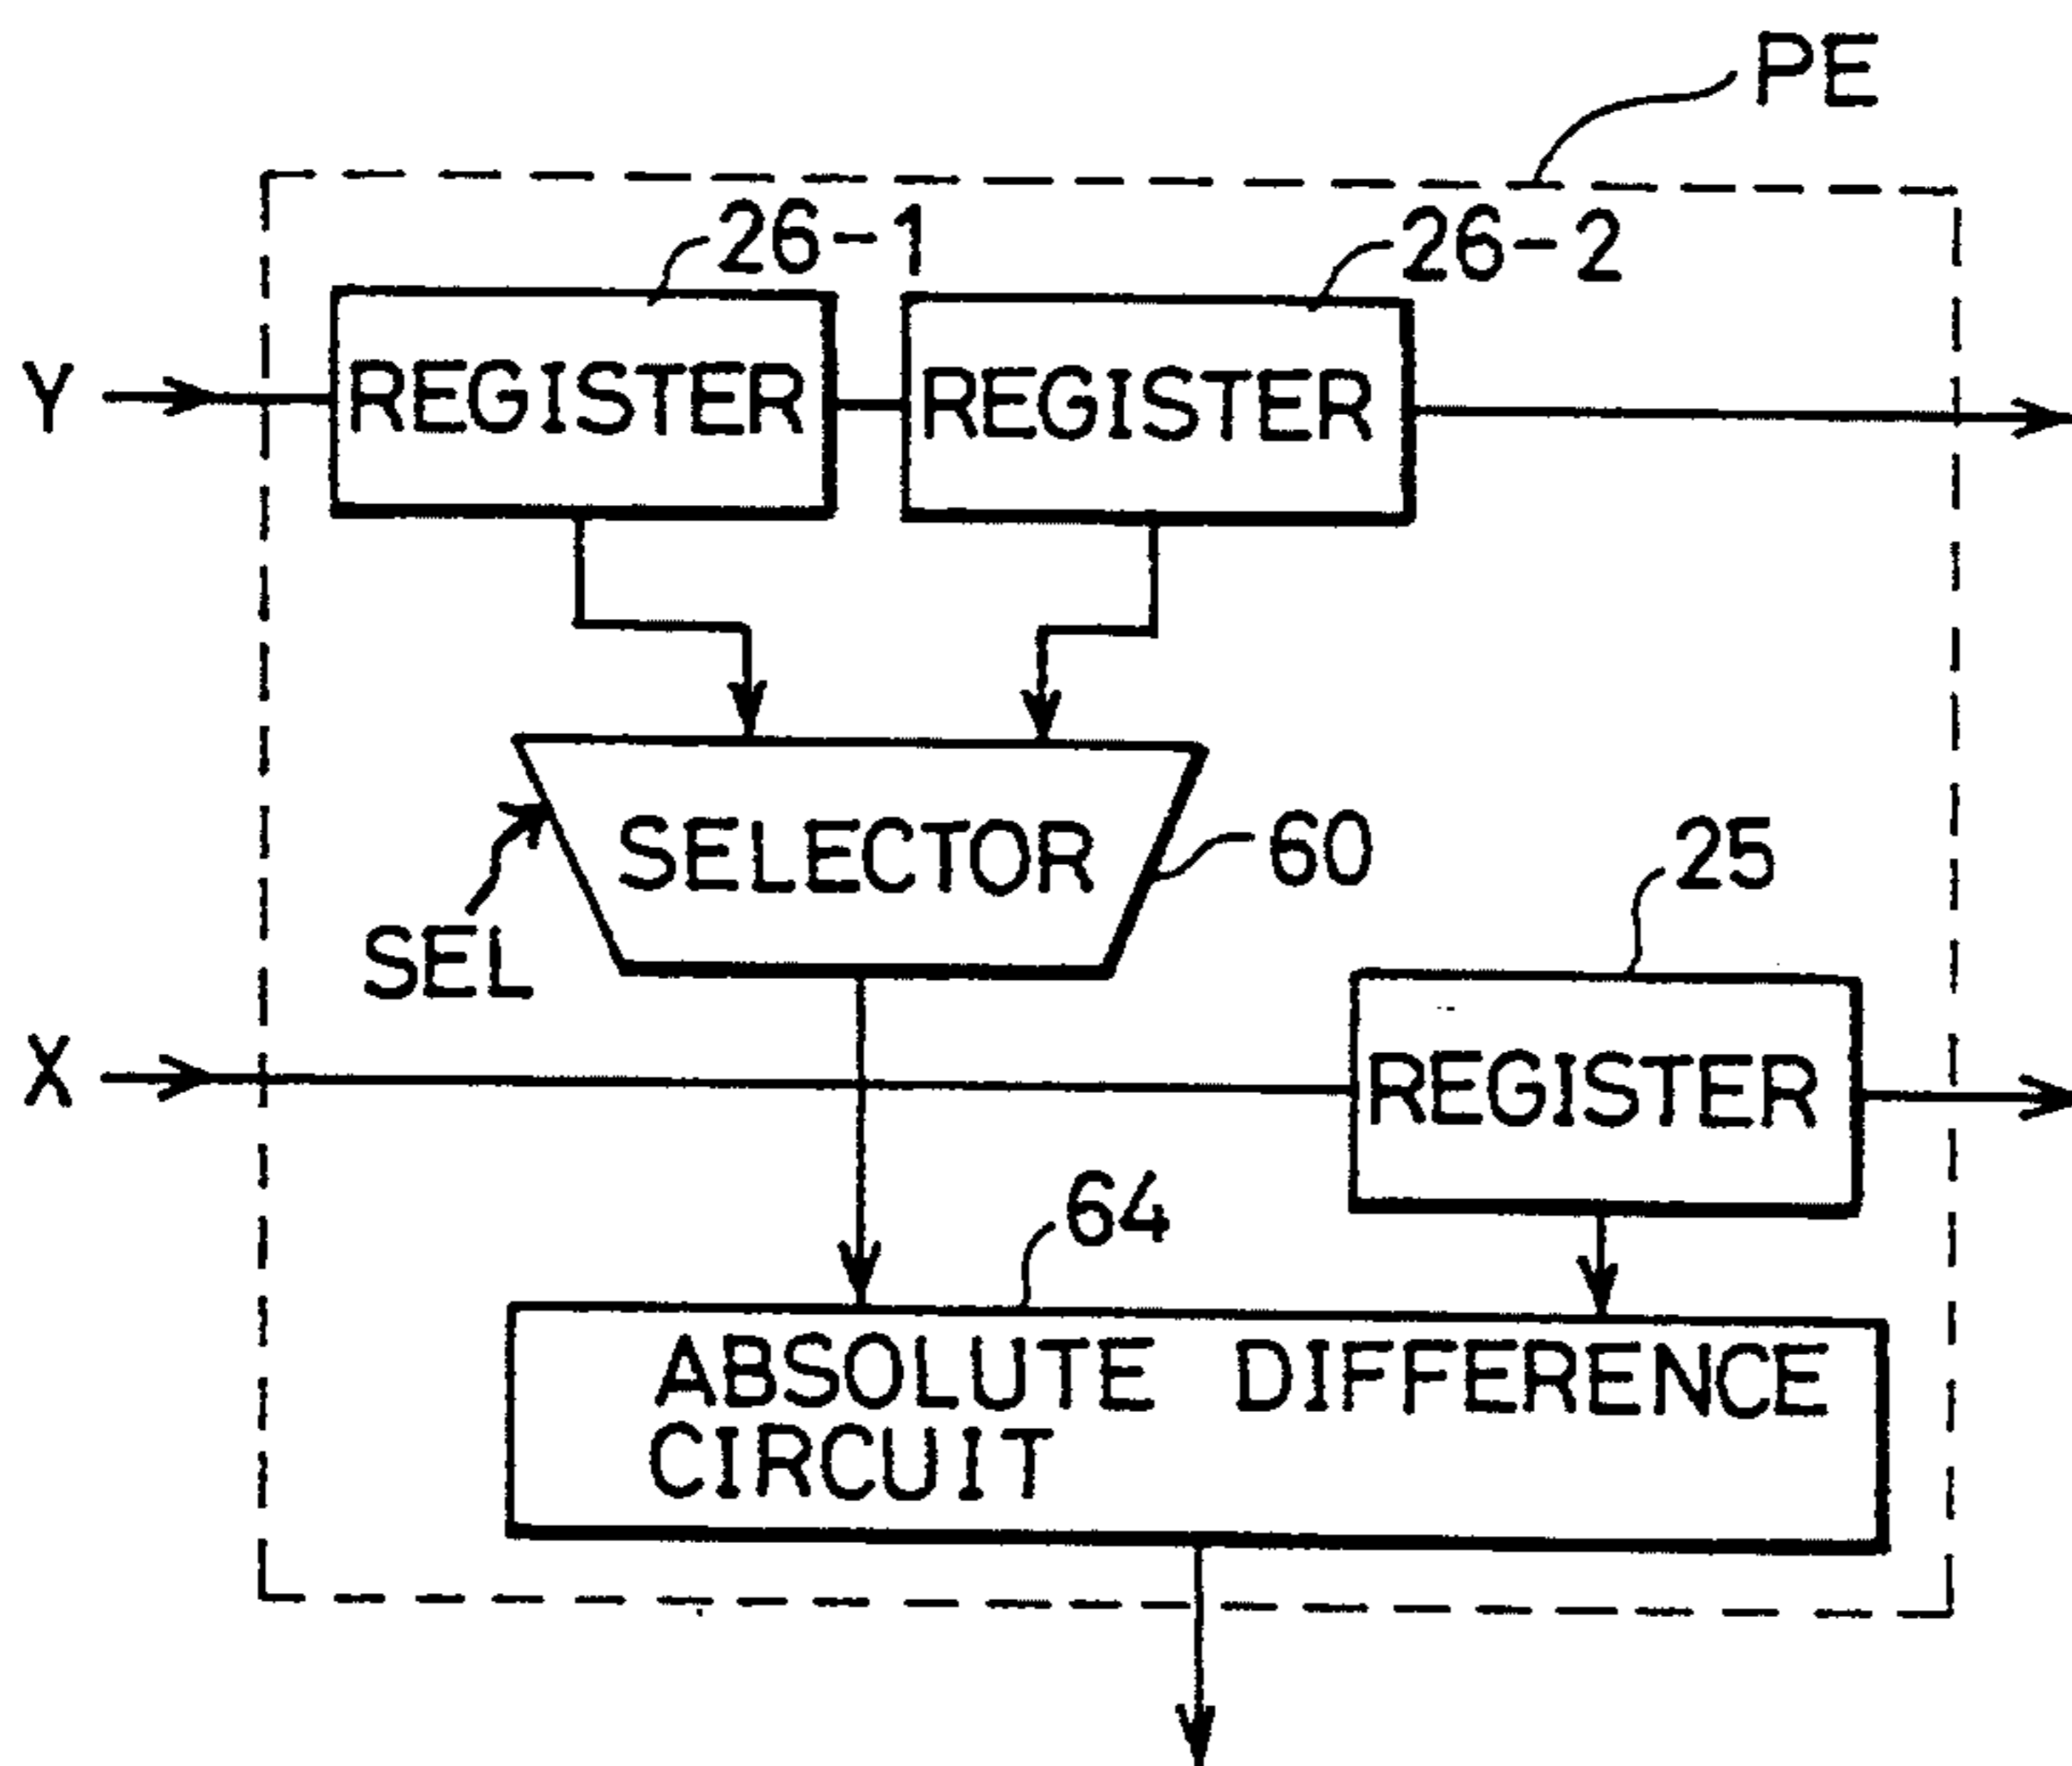 PE
26-1
26-2
Y
REGISTER
REGISTER
SELECTOR
60
SEL
25
X
REGISTER
64
ABSOLUTE DIFFERENCE
CIRCUIT